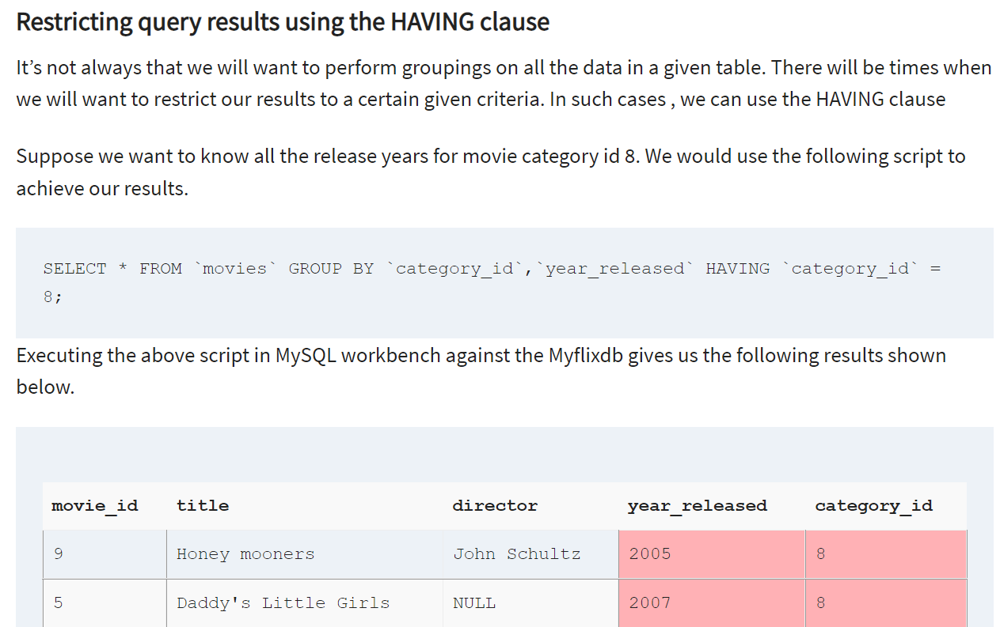 Restricting query results using the HAVING clause
It’s not always that we will want to perform groupings on all the data in a given table. There will be times when
we will want to restrict our results to a certain given criteria. In such cases , we can use the HAVING clause
Suppose we want to know all the release years for movie category id 8. We would use the following script to
achieve our results.
SELECT * FROM `movies` GROUP BY `category_id`,`year_released` HAVING `category_id` =
8;
Executing the above script in MySQL workbench against the Myflixdb gives us the following results shown
below.
movie_id title director year_released category_id
9 Honey mooners John Schultz 2005 8
5 Daddy's Little Girls NULL 2007 8